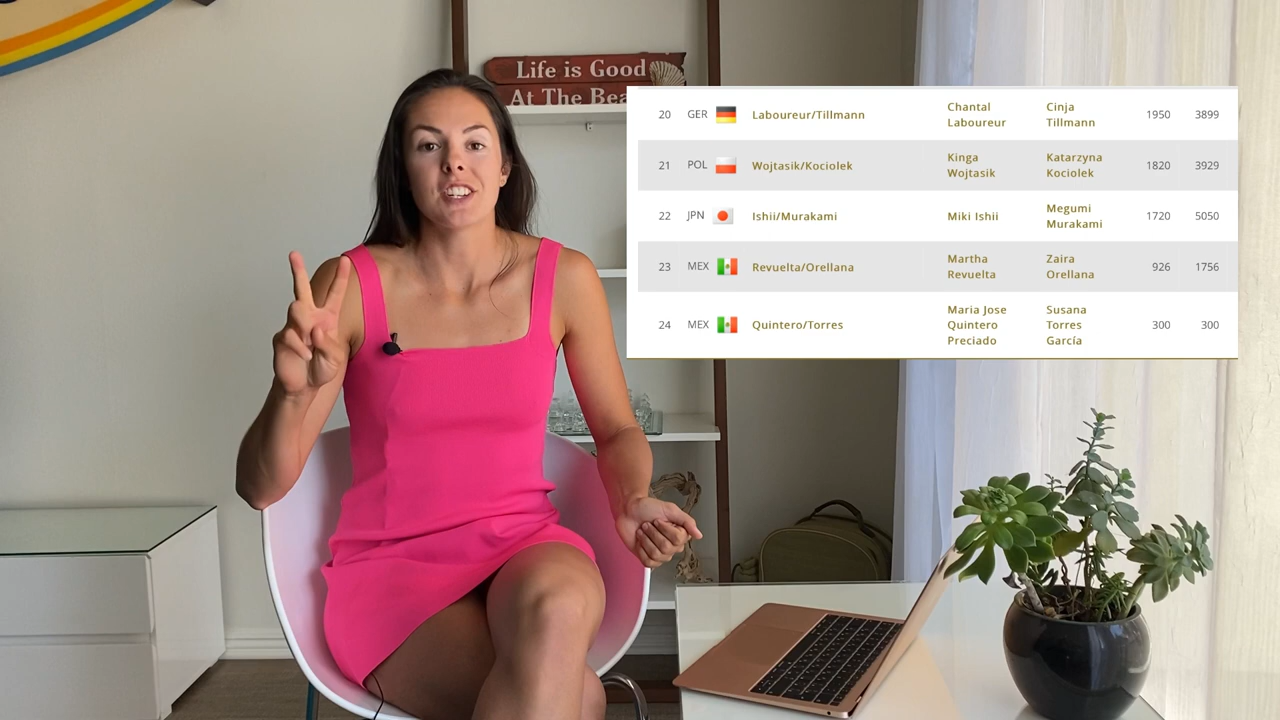 Life is Good
At The Bea
20 GER Laboureur/Tillmann Chantal Laboureur Cinja Tillmann 1950 3899
21 POL Wojtasik/Kociolek Kinga Wojtasik Katarzyna Kociolek 1820 3929
22 JPN Ishii/Murakami Miki Ishii Megumi Murakami 1720 5050
23 MEX Revuelta/Orellana Martha Revuelta Zaira Orellana 926 1756
24 MEX Quintero/Torres Maria Jose Quintero Preciado Susana Torres García 300 300